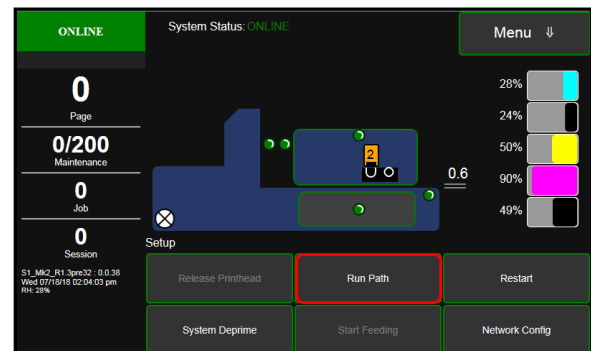 ONLINE
System Status: ONLINE
Menu ⇓
0
Page
0/200
Maintenance
0
Job
0
Session
S1_Mk2_R1.3pre32 : 0.0.36
Wed 07/18/18 02:04:03 pm
RH: 28%
2
0.6
28%
24%
50%
90%
49%
Setup
Release Printhead
Run Path
Restart
System Deprime
Start Feeding
Network Config